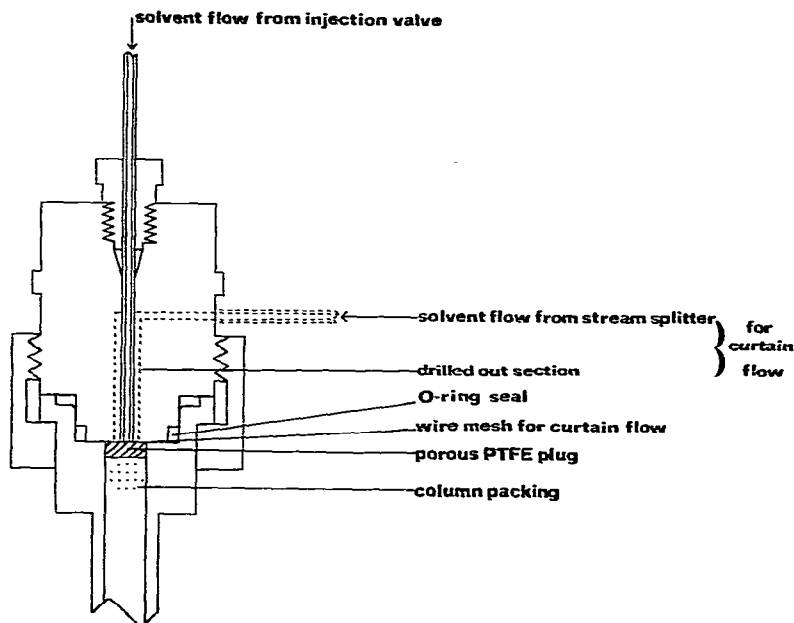 solvent flow from injection valve
solvent flow from stream splitter
for
curtain
flow
drilled out section
O-ring seal
wire mesh for curtain flow
porous PTFE plug
column packing